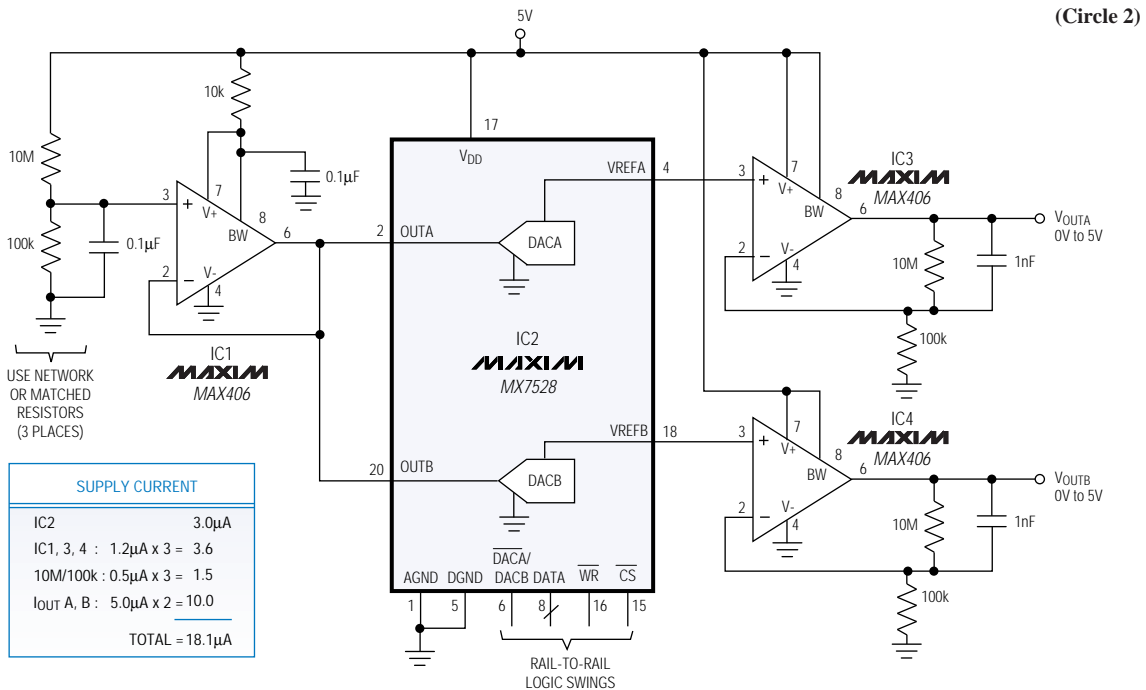 (Circle 2)
5V
10k
10M
100k
0.1µF
0.1µF
3
2
7
V+
8
BW
6
V-
4
IC1
MAXIM
MAX406
USE NETWORK
OR MATCHED
RESISTORS
(3 PLACES)
17
VDD
2 OUTA
DACA
VREFA 4
IC2
MAXIM
MX7528
20 OUTB
DACB
VREFB 18
AGND DGND DACA/
DACB DATA WR CS
1 5 6 8 16 15
RAIL-TO-RAIL
LOGIC SWINGS
3
2
7
V+
8
BW
6
V-
4
IC3
MAXIM
MAX406
10M
1nF
100k
VOUTA
0V to 5V
3
2
7
V+
8
BW
6
V-
4
IC4
MAXIM
MAX406
10M
1nF
100k
VOUTB
0V to 5V
SUPPLY CURRENT
IC2 3.0µA
IC1, 3, 4 : 1.2µA x 3 = 3.6
10M/100k : 0.5µA x 3 = 1.5
IOUT A, B : 5.0µA x 2 = 10.0
TOTAL = 18.1µA